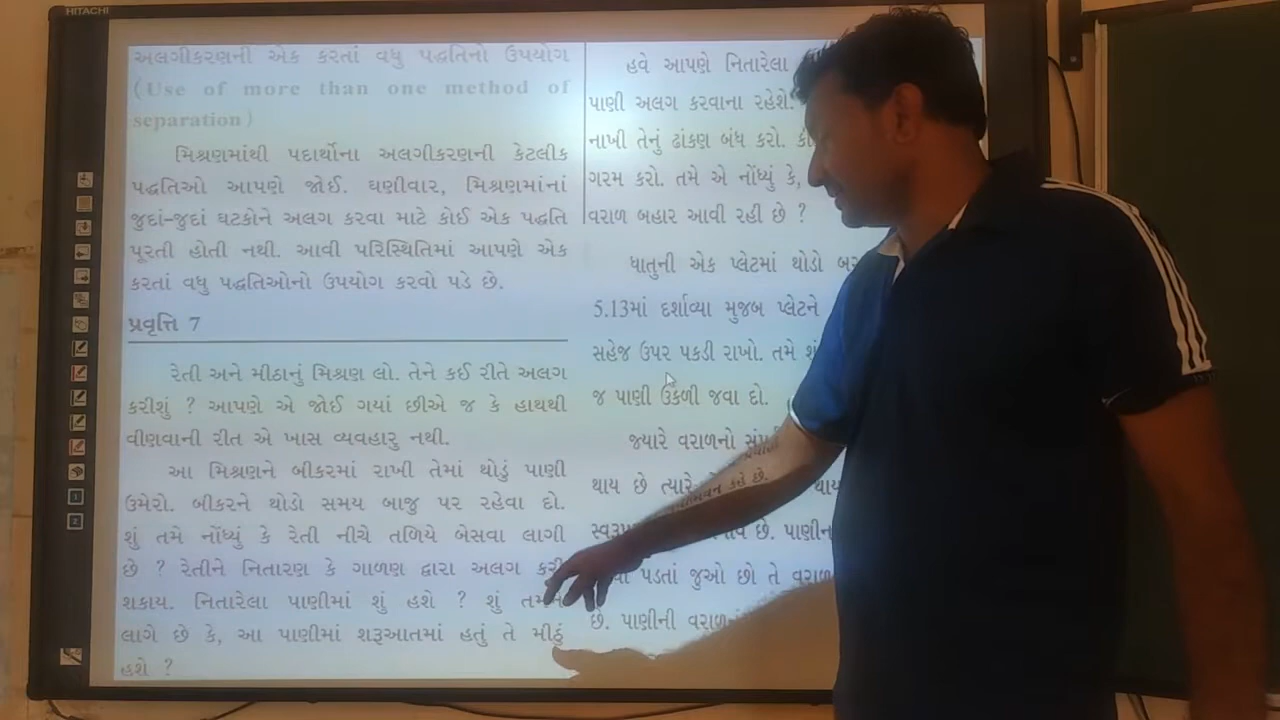 HITACHI
અલગીકરણની એક કરતાં વધુ પદ્ધતિનો ઉપયોગ
(Use of more than one method of
separation)
મિશ્રણમાંથી પદાર્થોના અલગીકરણની કેટલીક
પદ્ધતિઓ આપણે જોઈ. ઘણીવાર, મિશ્રણમાંનાં
જુદાં-જુદાં ઘટકોને અલગ કરવા માટે કોઈ એક પદ્ધતિ
પૂરતી હોતી નથી. આવી પરિસ્થિતિમાં આપણે એક
કરતાં વધુ પદ્ધતિઓનો ઉપયોગ કરવો પડે છે.
પ્રવૃત્તિ 7
રેતી અને મીઠાનું મિશ્રણ લો. તેને કઈ રીતે અલગ
કરીશું ? આપણે એ જોઈ ગયાં છીએ જ કે હાથથી
વીણવાની રીત એ ખાસ વ્યવહારુ નથી.
આ મિશ્રણને બીકરમાં રાખી તેમાં થોડું પાણી
ઉમેરો. બીકરને થોડો સમય બાજુ પર રહેવા દો.
શું તમે નોંધ્યું કે રેતી નીચે તળિયે બેસવા લાગી
છે ? રેતીને નિતારણ કે ગાળણ દ્વારા અલગ કરી
શકાય. નિતારેલા પાણીમાં શું હશે ? શું
લાગે છે કે, આ પાણીમાં શરૂઆતમાં હતું તે મીઠું
હશે ?
હવે આપણે નિતારેલા
પાણી અલગ કરવાના રહેશે.
નાખી તેનું ઢાંકણ બંધ કરો.
ગરમ કરો. તમે એ નોંધ્યું કે,
વરાળ બહાર આવી રહી છે ?
ધાતુની એક પ્લેટમાં થોડો
5.13માં દર્શાવ્યા મુજબ પ્લેટને
સહેજ ઉપર પકડી રાખો. તમે
જ પાણી ઉકળી જવા દો.
જ્યારે વરાળનો
થાય છે ત્યારે
છે.
પડતાં જુઓ છો તે
છે. પાણીની